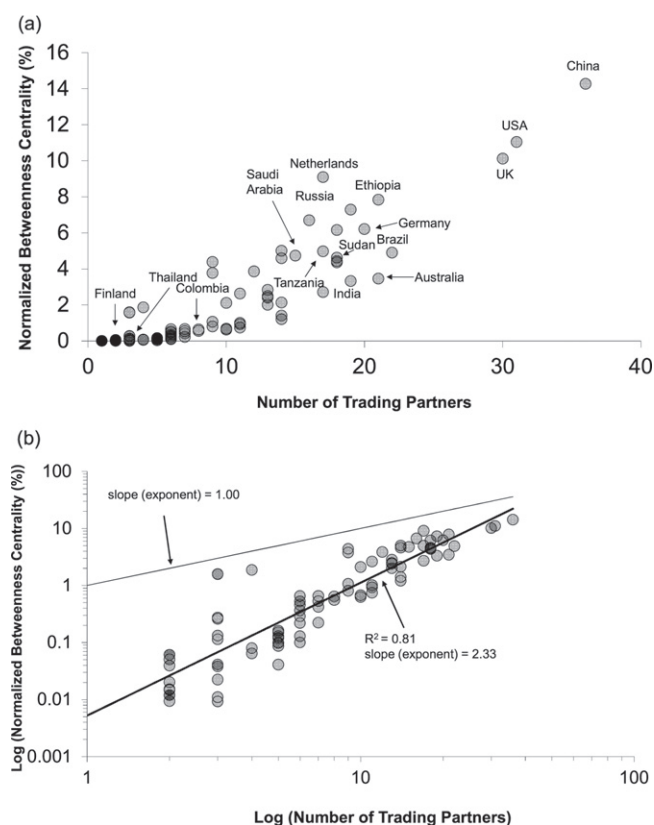 (a)
Normalized Betweenness Centrality (%)
16
14
12
10
8
6
4
2
0
China
USA
UK
Netherlands
Saudi
Arabia
Russia
Ethiopia
Germany
Sudan
Brazil
Tanzania
India
Australia
Thailand
Finland
Colombia
0
10
20
30
40
Number of Trading Partners
(b)
Log (Normalized Betweenness Centrality (%))
100
10
1
0.1
0.01
0.001
slope (exponent) = 1.00
R² = 0.81
slope (exponent) = 2.33
1
10
100
Log (Number of Trading Partners)